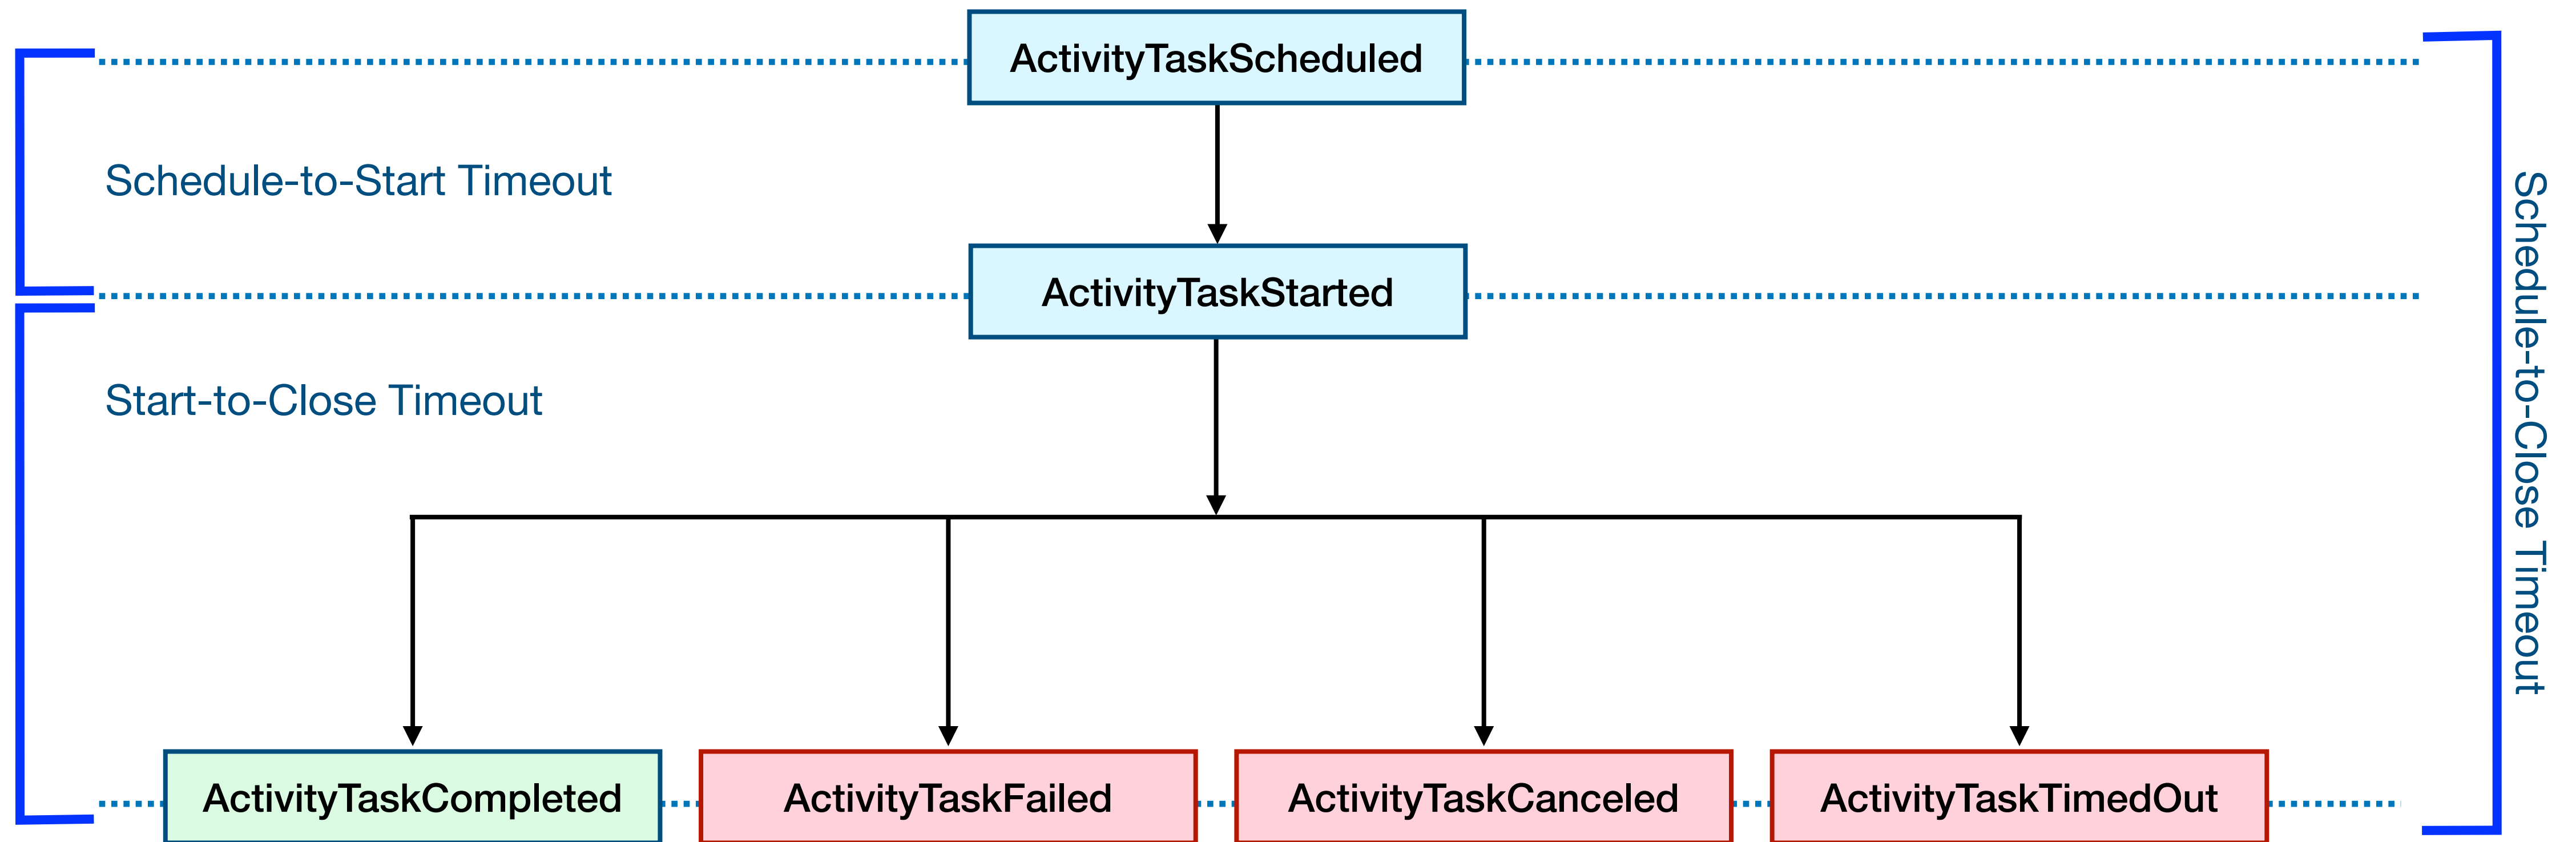 ActivityTaskScheduled
Schedule-to-Start Timeout
ActivityTaskStarted
Start-to-Close Timeout
Schedule-to-Close Timeout
ActivityTaskCompleted
ActivityTaskFailed
ActivityTaskCanceled
ActivityTaskTimedOut